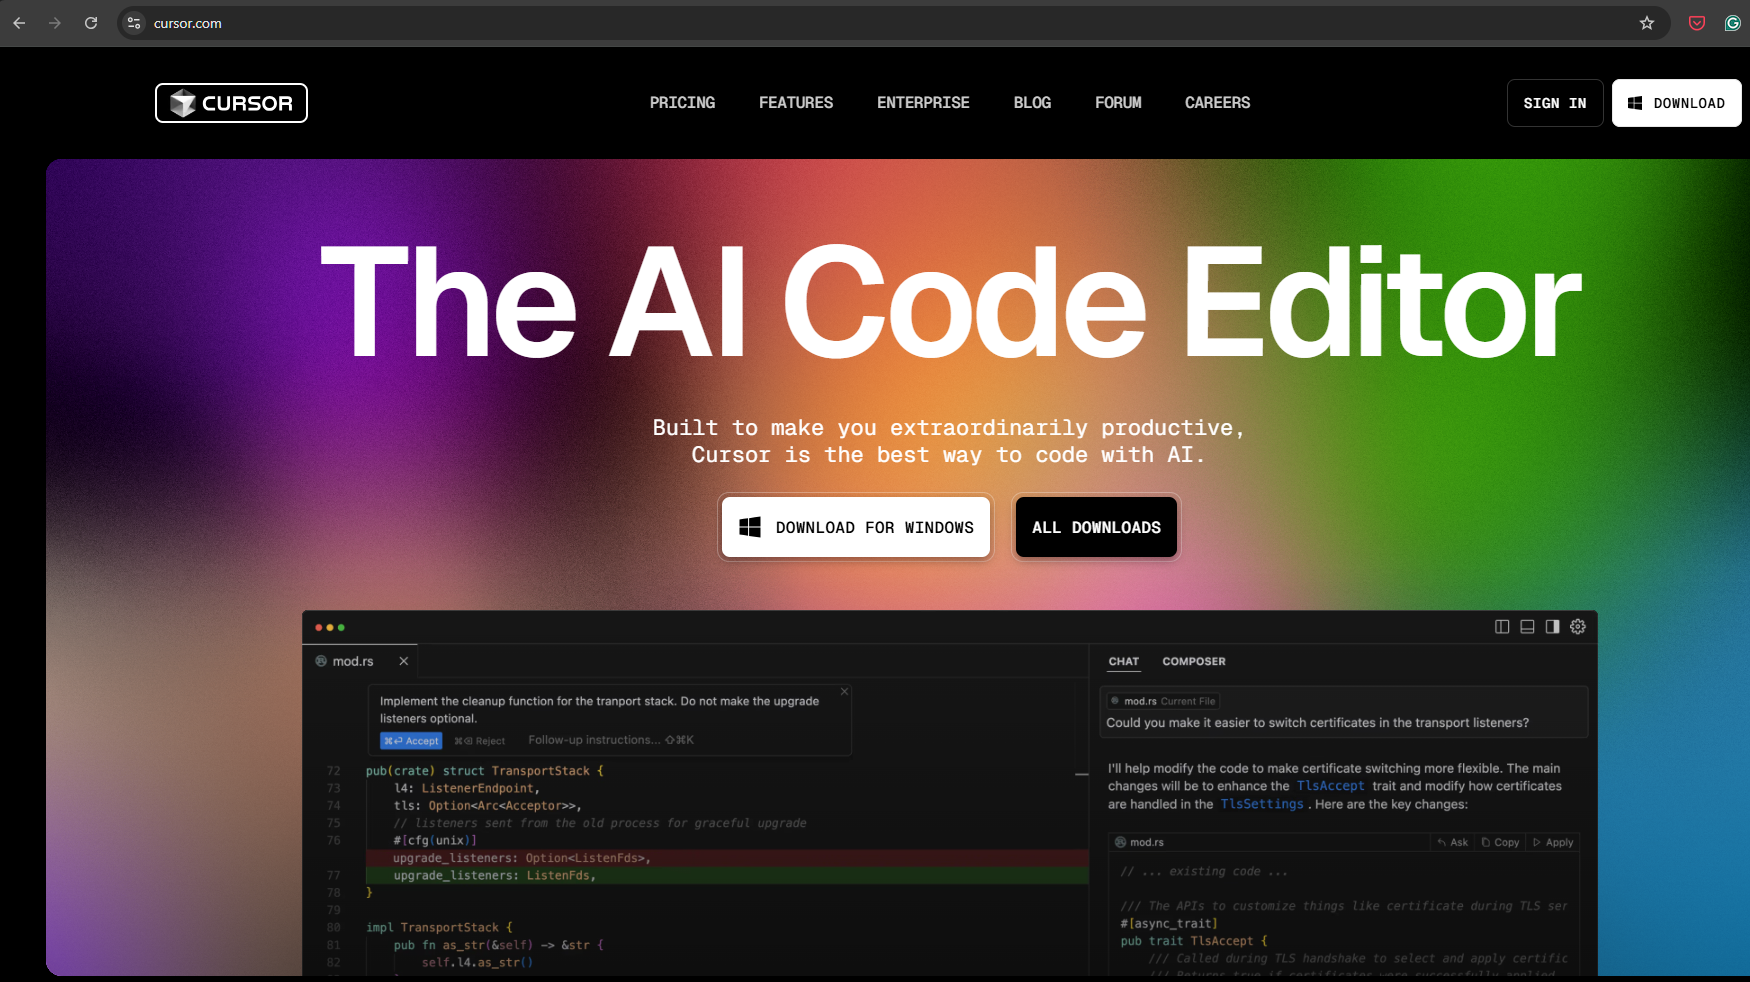 cursor.com
CURSOR
PRICING
FEATURES
ENTERPRISE
BLOG
FORUM
CAREERS
SIGN IN
DOWNLOAD
The AI Code Editor
Built to make you extraordinarily productive,
Cursor is the best way to code with AI.
DOWNLOAD FOR WINDOWS
ALL DOWNLOADS
mod.rs
Implement the cleanup function for the tranport stack. Do not make the upgrade
listeners optional.
⌘⏎ Accept ⌘⌫ Reject Follow-up instructions... ⇧⌘K
72 pub(crate) struct TransportStack {
73 l4: ListenerEndpoint,
74 tls: Option<Arc<Acceptor>>,
75 // listeners sent from the old process for graceful upgrade
76 #[cfg(unix)]
upgrade_listeners: Option<ListenFds>,
77 upgrade_listeners: ListenFds,
78 }
79
80 impl TransportStack {
81 pub fn as_str(&self) -> &str {
82 self.l4.as_str()
CHAT COMPOSER
mod.rs Current File
Could you make it easier to switch certificates in the transport listeners?
I'll help modify the code to make certificate switching more flexible. The main
changes will be to enhance the TlsAccept trait and modify how certificates
are handled in the TlsSettings . Here are the key changes:
mod.rs Ask Copy Apply
// ... existing code ...
/// The APIs to customize things like certificate during TLS ser
#[async_trait]
pub trait TlsAccept {
/// Called during TLS handshake to select and apply certific
/// Returns true if certificates were successfully applied